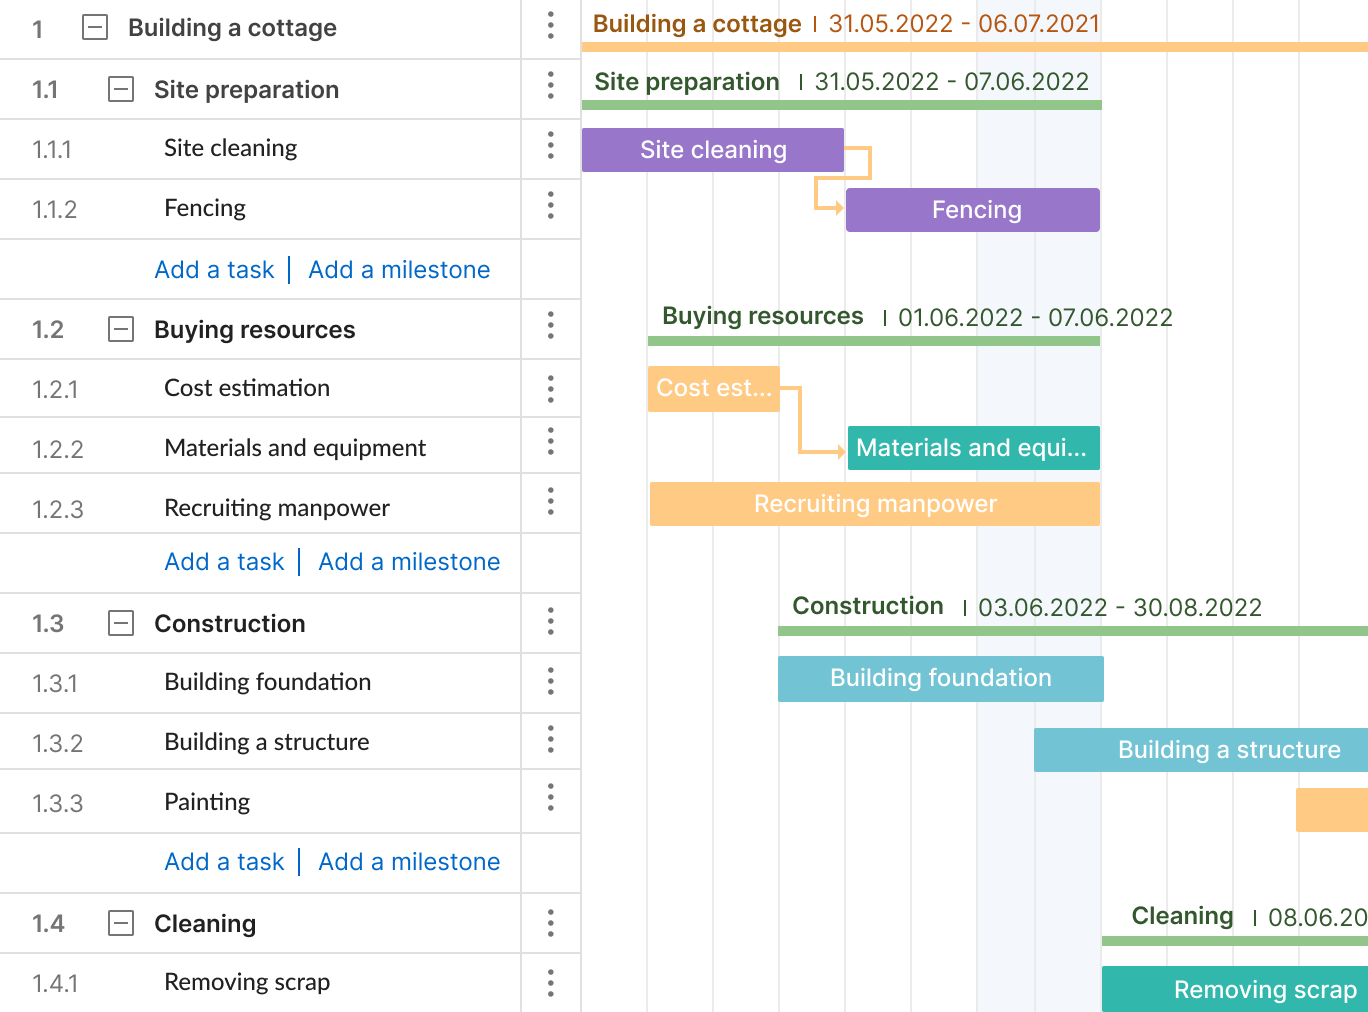 1 Building a cottage Building a cottage | 31.05.2022 - 06.07.2021
1.1 Site preparation Site preparation | 31.05.2022 - 07.06.2022
1.1.1 Site cleaning Site cleaning
1.1.2 Fencing Fencing
Add a task | Add a milestone
1.2 Buying resources Buying resources | 01.06.2022 - 07.06.2022
1.2.1 Cost estimation Cost est...
1.2.2 Materials and equipment Materials and equi...
1.2.3 Recruiting manpower Recruiting manpower
Add a task | Add a milestone
1.3 Construction Construction | 03.06.2022 - 30.08.2022
1.3.1 Building foundation Building foundation
1.3.2 Building a structure Building a structure
1.3.3 Painting
Add a task | Add a milestone
1.4 Cleaning Cleaning | 08.06.20
1.4.1 Removing scrap Removing scrap